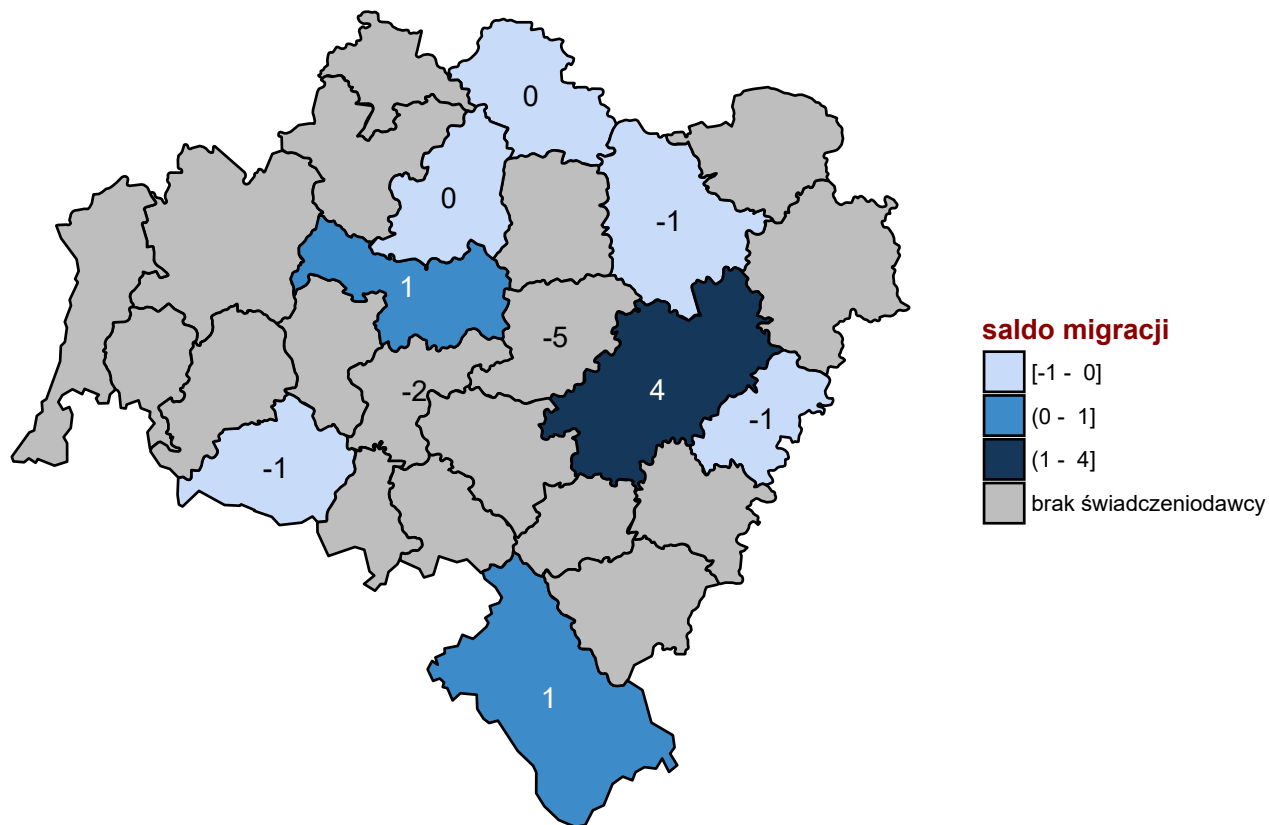 0
0
-1
1
-5
-2
4
-1
-1
1
saldo migracji
[-1 - 0]
(0 - 1]
(1 - 4]
brak świadczeniodawcy